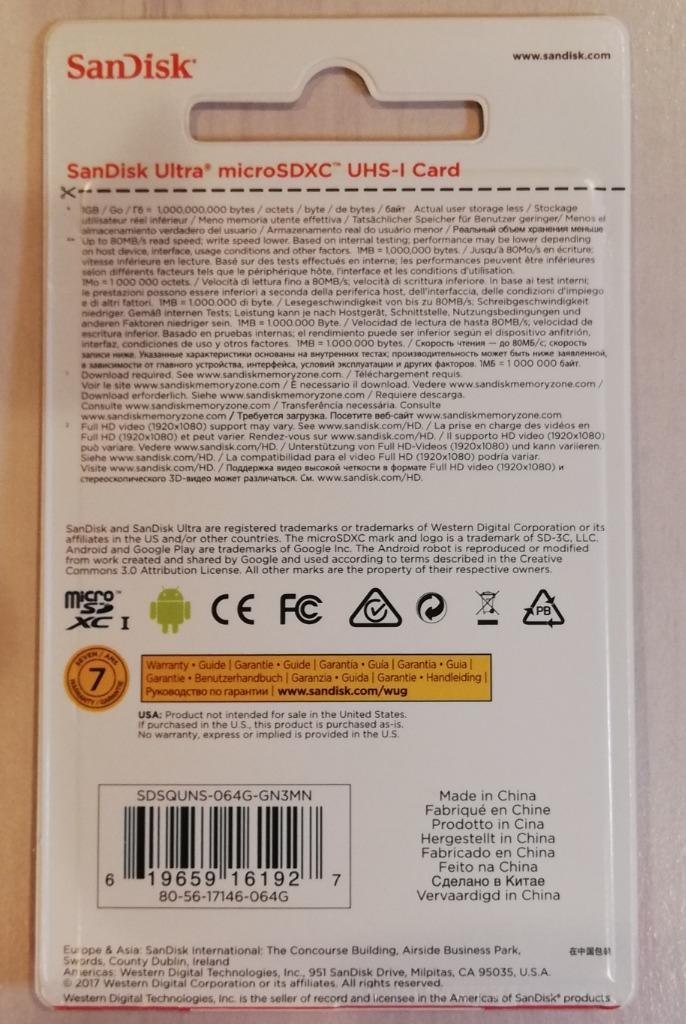 SanDisk®
www.sandisk.com
SanDisk Ultra® microSDXC™ UHS-I Card
* 1GB / Go / Гб = 1,000,000,000 bytes / octets / byte / de bytes / байт. Actual user storage less / Stockage
utilisateur réel inférieur / Meno memoria utente effettiva / Tatsächlicher Speicher für Benutzer geringer/ Menos el
almacenamiento verdadero del usuario / Armazenamento real do usuário menor / Реальный объем хранения меньше
** Up to 80MB/s read speed; write speed lower. Based on internal testing; performance may be lower depending
on host device, interface, usage conditions and other factors. 1MB = 1,000,000 bytes. / Jusqu'à 80Mo/s en écriture;
vitesse inférieure en lecture. Basé sur des tests effectués en interne; les performances peuvent être inférieures
selon différents facteurs tels que le périphérique hôte, l'interface et les conditions d'utilisation.
1Mo = 1 000 000 octets. / Velocità di lettura fino a 80MB/s; velocità di scrittura inferiore. In base ai test interni;
le prestazioni possono essere inferiori a seconda della periferica host, dell'interfaccia, delle condizioni d'impiego
e di altri fattori. 1MB = 1.000.000 di byte. / Lesegeschwindigkeit von bis zu 80MB/s; Schreibgeschwindigkeit
niedriger. Gemäß internen Tests; Leistung kann je nach Hostgerät, Schnittstelle, Nutzungsbedingungen und
anderen Faktoren niedriger sein. 1MB = 1.000.000 Byte. / Velocidad de lectura de hasta 80MB/s; velocidad de
escritura inferior. Basado en pruebas internas; el rendimiento puede ser inferior según el dispositivo anfitrión,
interfaz, condiciones de uso y otros factores. 1MB = 1.000.000 bytes. / Скорость чтения — до 80МБ/с; скорость
записи ниже. Указанные характеристики основаны на внутренних тестах; производительность может быть ниже заявленной,
в зависимости от главного устройства, интерфейса, условий эксплуатации и других факторов. 1МБ = 1 000 000 байт.
Download required. See www.sandiskmemoryzone.com / Téléchargement requis.
Voir le site www.sandiskmemoryzone.com / È necessario il download. Vedere www.sandiskmemoryzone.com /
Download erforderlich. Siehe www.sandiskmemoryzone.com / Requiere descarga.
Consulte www.sandiskmemoryzone.com / Transferência necessária. Consulte
www.sandiskmemoryzone.com / Требуется загрузка. Посетите веб-сайт www.sandiskmemoryzone.com
Full HD video (1920x1080) support may vary. See www.sandisk.com/HD. / La prise en charge des vidéos en
Full HD (1920x1080) et peut varier. Rendez-vous sur www.sandisk.com/HD. / Il supporto HD video (1920x1080)
può variare. Vedere www.sandisk.com/HD. / Unterstützung von Full HD-Videos (1920x1080) und kann variieren.
Siehe www.sandisk.com/HD. / La compatibilidad para el video Full HD (1920x1080) podría variar.
Visite www.sandisk.com/HD. / Поддержка видео высокой четкости в формате Full HD video (1920x1080) и
стереоскопического 3D-видео может различаться. См. www.sandisk.com/HD.
SanDisk and SanDisk Ultra are registered trademarks or trademarks of Western Digital Corporation or its
affiliates in the US and/or other countries. The microSDXC mark and logo is a trademark of SD-3C, LLC.
Android and Google Play are trademarks of Google Inc. The Android robot is reproduced or modified
from work created and shared by Google and used according to terms described in the Creative
Commons 3.0 Attribution License. All other marks are the property of their respective owners.
micro SD XC I ™ CE FC PB
SEVEN / ANS
7
WARRANTY / GARANTIE
Warranty • Guide | Garantie • Guide | Garantía • Guía | Garantia • Guia |
Garantie • Benutzerhandbuch | Garanzia • Guida | Garantie • Handleiding |
Руководство по гарантии | www.sandisk.com/wug
USA: Product not intended for sale in the United States.
If purchased in the U.S., this product is purchased as-is.
No warranty, express or implied is provided in the U.S.
SDSQUNS-064G-GN3MN
6 19659 16192 7
80-56-17146-064G
Made in China
Fabriqué en Chine
Prodotto in Cina
Hergestellt in China
Fabricado en China
Feito na China
Сделано в Китае
Vervaardigd in China
Europe & Asia: SanDisk International: The Concourse Building, Airside Business Park,
Swords, County Dublin, Ireland
在中国包装
Americas: Western Digital Technologies, Inc., 951 SanDisk Drive, Milpitas, CA 95035, U.S.A.
© 2017 Western Digital Corporation or its affiliates. All rights reserved.
Western Digital Technologies, Inc. is the seller of record and licensee in the Americas of SanDisk® products.